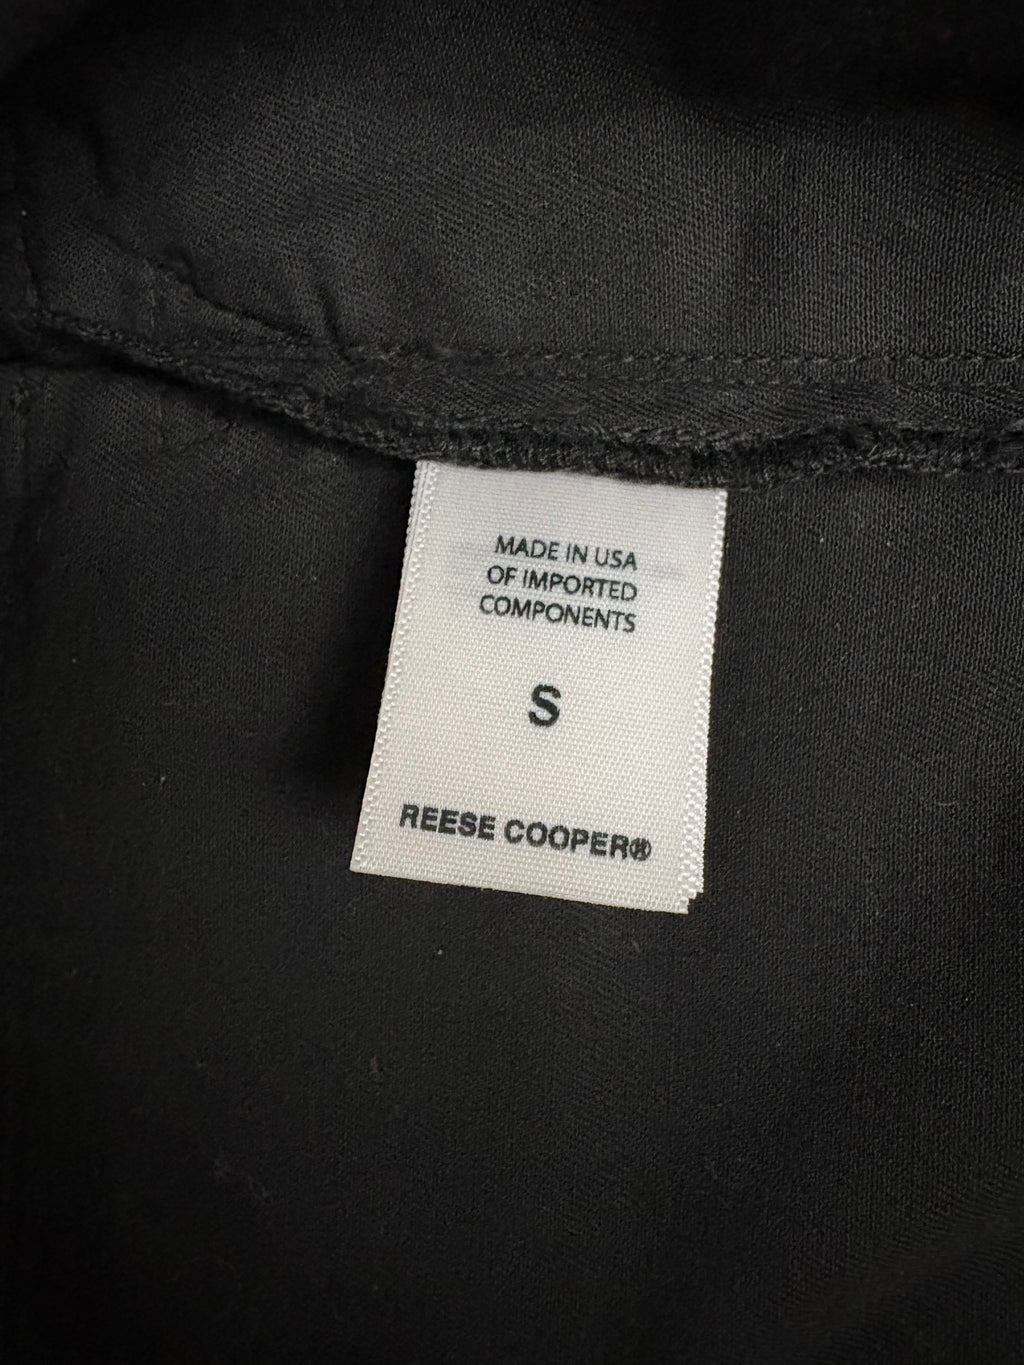 MADE IN USA
OF IMPORTED
COMPONENTS
S
REESE COOPER®